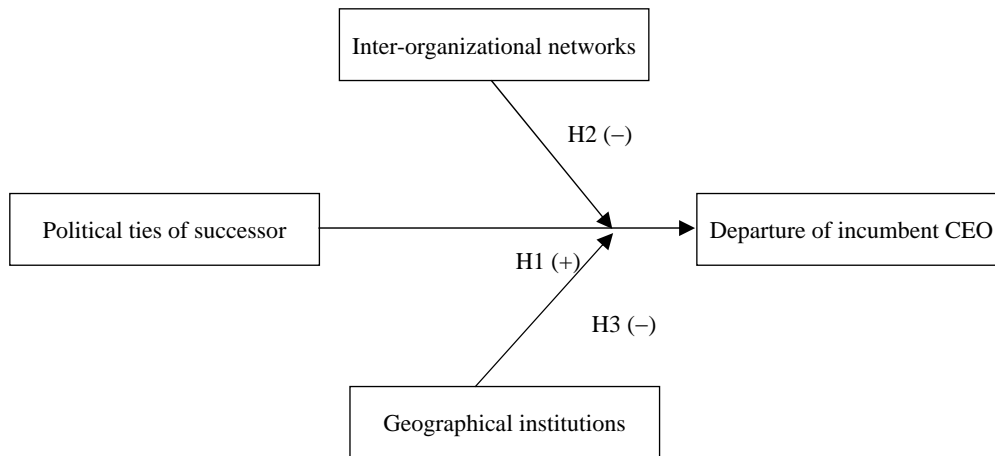 Inter-organizational networks
H2 (−)
Political ties of successor
Departure of incumbent CEO
H1 (+)
H3 (−)
Geographical institutions